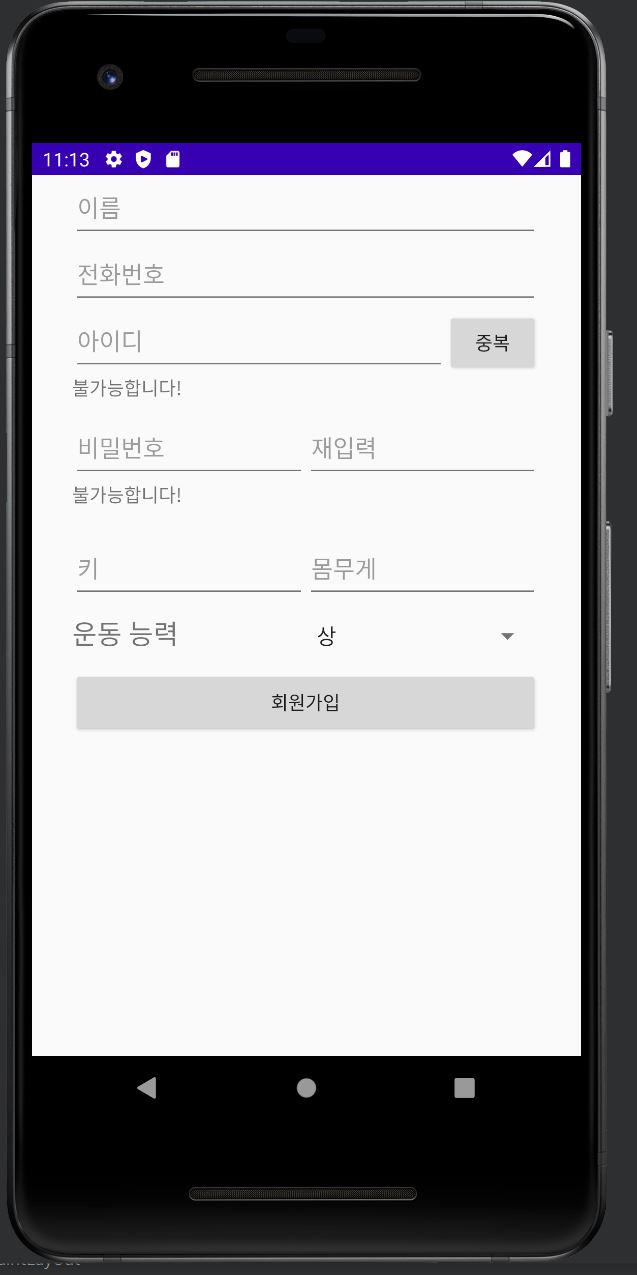 11:13
이름
전화번호
아이디 중복
불가능합니다!
비밀번호 재입력
불가능합니다!
키 몸무게
운동 능력 상
회원가입